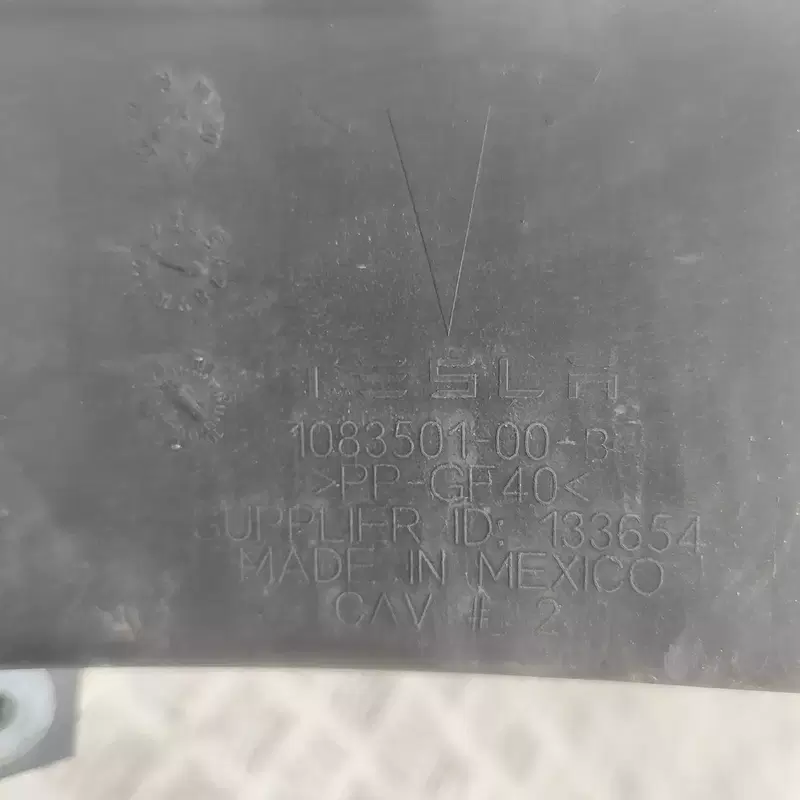 TESLA
1083501-00-B
>PP-GF40<
SUPPLIER ID: 133654
MADE IN MEXICO
CAV # 2